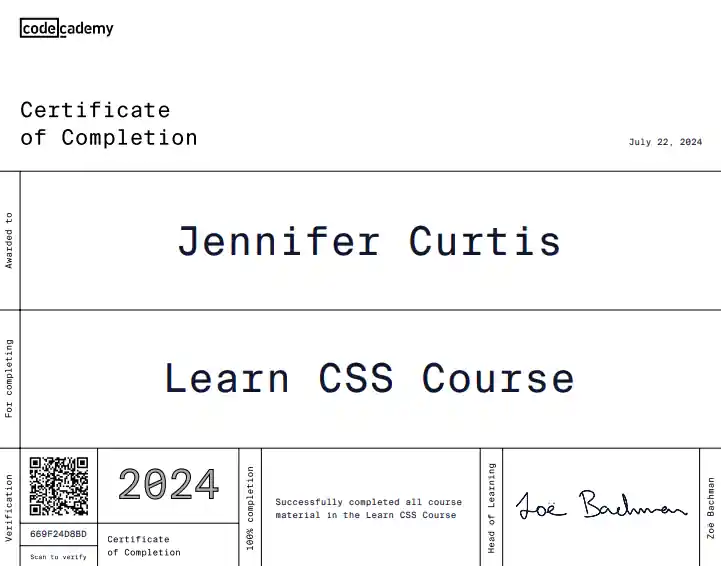 codecademy
Certificate
of Completion
July 22, 2024
Awarded to
Jennifer Curtis
For completing
Learn CSS Course
Verification
669F24D8BD
Scan to verify
2024
Certificate
of Completion
100% completion
Successfully completed all course
material in the Learn CSS Course
Head of Learning
Zoë Bachman
Zoë Bachman